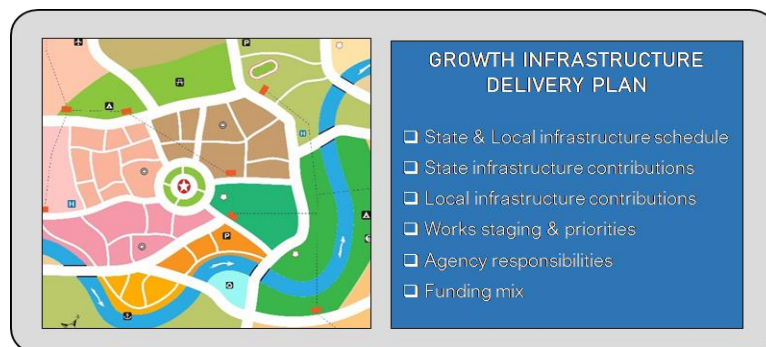 GROWTH INFRASTRUCTURE
DELIVERY PLAN
State & Local infrastructure schedule
State infrastructure contributions
Local infrastructure contributions
Works staging & priorities
Agency responsibilities
Funding mix
P
H
H
P